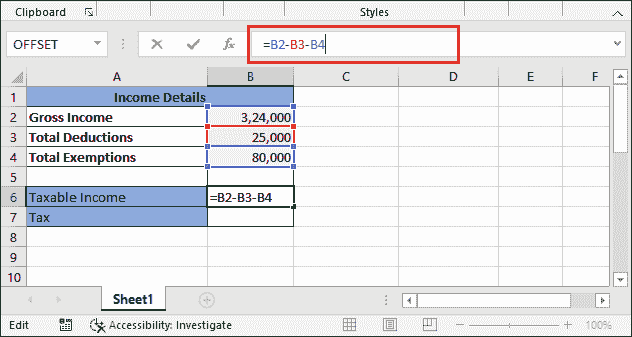 Clipboard Styles
OFFSET fx =B2-B3-B4
A B C D E F
1 Income Details
2 Gross Income 3,24,000
3 Total Deductions 25,000
4 Total Exemptions 80,000
5
6 Taxable Income =B2-B3-B4
7 Tax
8
9
10
Sheet1
Edit Accessibility: Investigate 100%